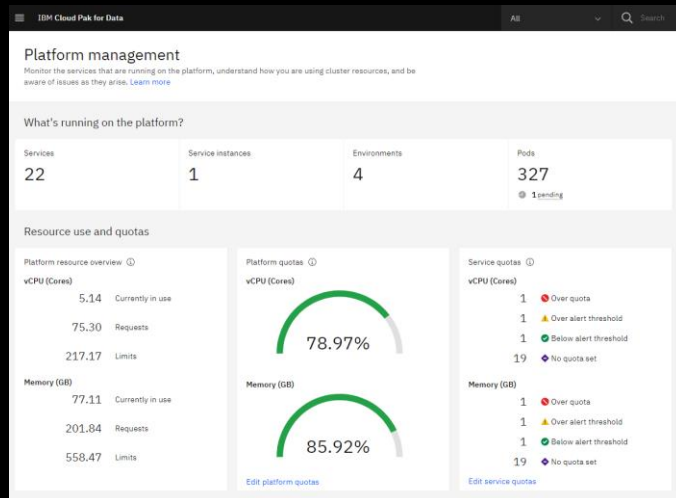 IBM Cloud Pak for Data
All
Search
Platform management
Monitor the services that are running on the platform, understand how you are using cluster resources, and be
aware of issues as they arise. Learn more
What's running on the platform?
Services
22
Service instances
1
Environments
4
Pods
327
1 pending
Resource use and quotas
Platform resource overview
vCPU (Cores)
5.14 Currently in use
75.30 Requests
217.17 Limits
Memory (GB)
77.11 Currently in use
201.84 Requests
558.47 Limits
Platform quotas
vCPU (Cores)
78.97%
Memory (GB)
85.92%
Edit platform quotas
Service quotas
vCPU (Cores)
1 Over quota
1 Over alert threshold
1 Below alert threshold
19 No quota set
Memory (GB)
1 Over quota
1 Over alert threshold
1 Below alert threshold
19 No quota set
Edit service quotas